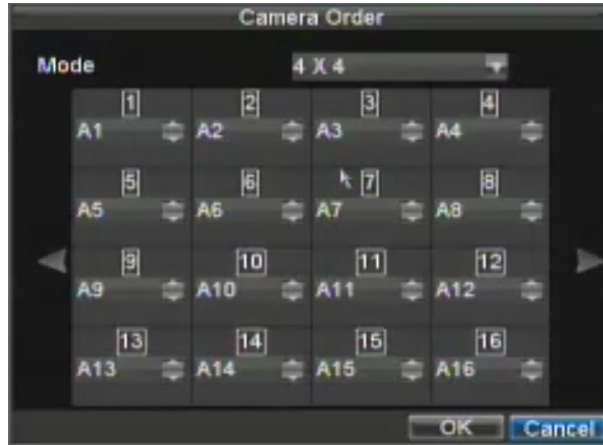 Camera Order
Mode 4 X 4
1 2 3 4
A1 A2 A3 A4
5 6 7 8
A5 A6 A7 A8
9 10 11 12
A9 A10 A11 A12
13 14 15 16
A13 A14 A15 A16
OK Cancel